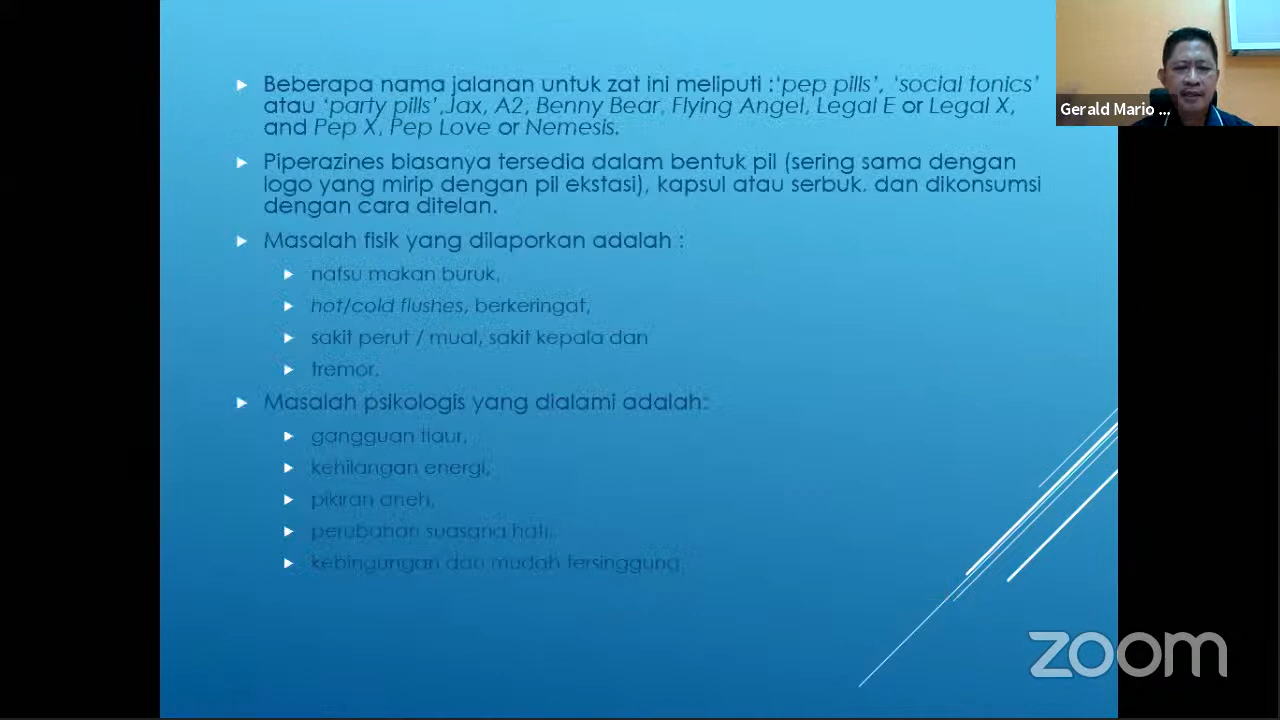 Beberapa nama jalanan untuk zat ini meliputi :‘pep pills’, ‘social tonics’
atau ‘party pills’,Jax, A2, Benny Bear, Flying Angel, Legal E or Legal X,
and Pep X, Pep Love or Nemesis.
Piperazines biasanya tersedia dalam bentuk pil (sering sama dengan
logo yang mirip dengan pil ekstasi), kapsul atau serbuk. dan dikonsumsi
dengan cara ditelan.
Masalah fisik yang dilaporkan adalah :
nafsu makan buruk,
hot/cold flushes, berkeringat,
sakit perut / mual, sakit kepala dan
tremor.
Masalah psikologis yang dialami adalah:
gangguan tidur,
kehilangan energi,
pikiran aneh,
perubahan suasana hati,
kebingungan dan mudah tersinggung
Gerald Mario ...
zoom